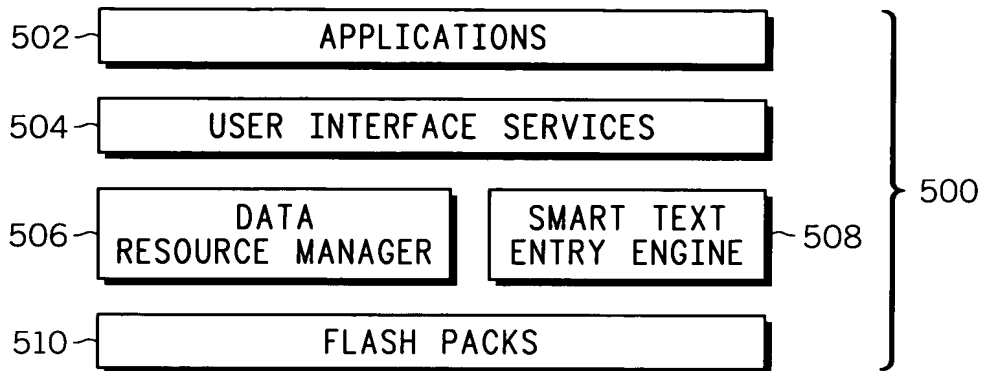 502 APPLICATIONS
504 USER INTERFACE SERVICES
500
506 DATA RESOURCE MANAGER
SMART TEXT ENTRY ENGINE 508
510 FLASH PACKS